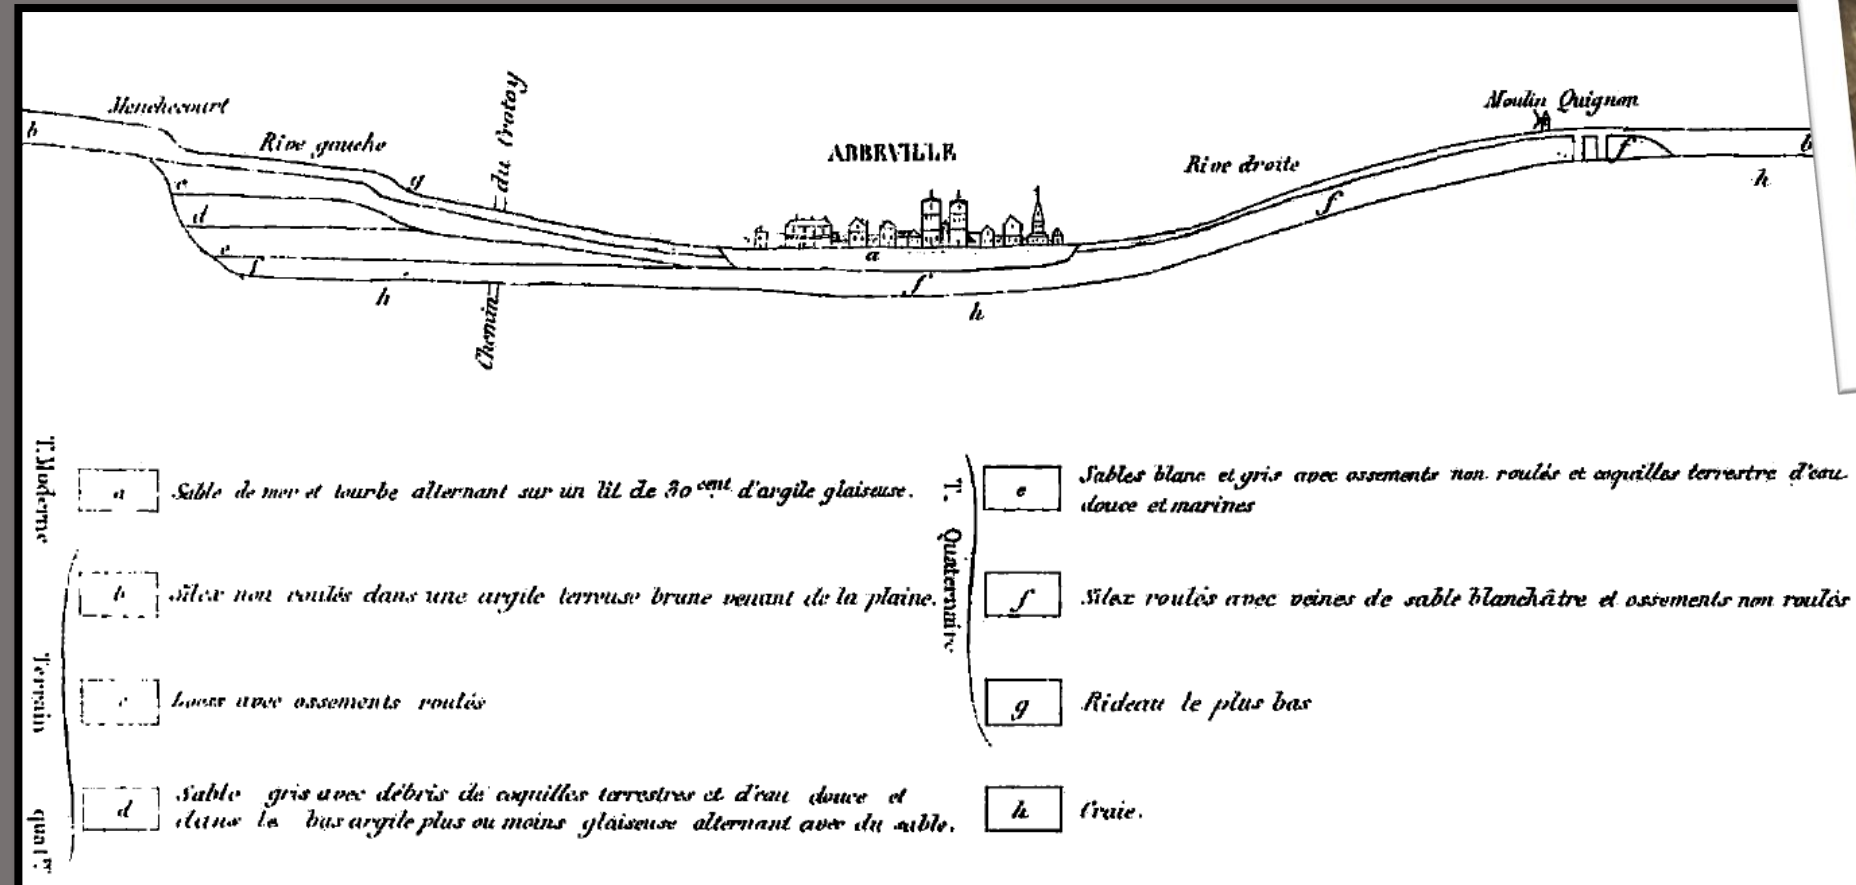 Menchecourt
Rive gauche
du Crotoy
ABBEVILLE
Rive droite
Moulin Quignon
b
g
c
d
e
f
h
Chemin
a
f
h
f
f
b
h
T. Moderne
a Sable de mer et tourbe alternant sur un lit de 30 cent d'argile glaiseuse.
Terrain quat.re
b Silex non roulés dans une argile terreuse brune venant de la plaine.
c Loess avec ossements roulés
d Sable gris avec débris de coquilles terrestres et d'eau douce et
dans le bas argile plus ou moins glaiseuse alternant avec du sable.
T. Quaternaire
e Sables blanc et gris avec ossements non roulés et coquilles terrestre d'eau
douce et marines
f Silex roulés avec veines de sable blanchâtre et ossements non roulés
g Rideau le plus bas
h Craie.